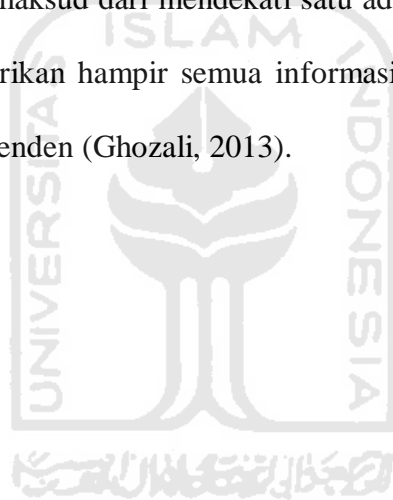 maksud dari mendekati satu ad
rikan hampir semua informasi
enden (Ghozali, 2013).
ISLAM
UNIVERSITAS
INDONESIA